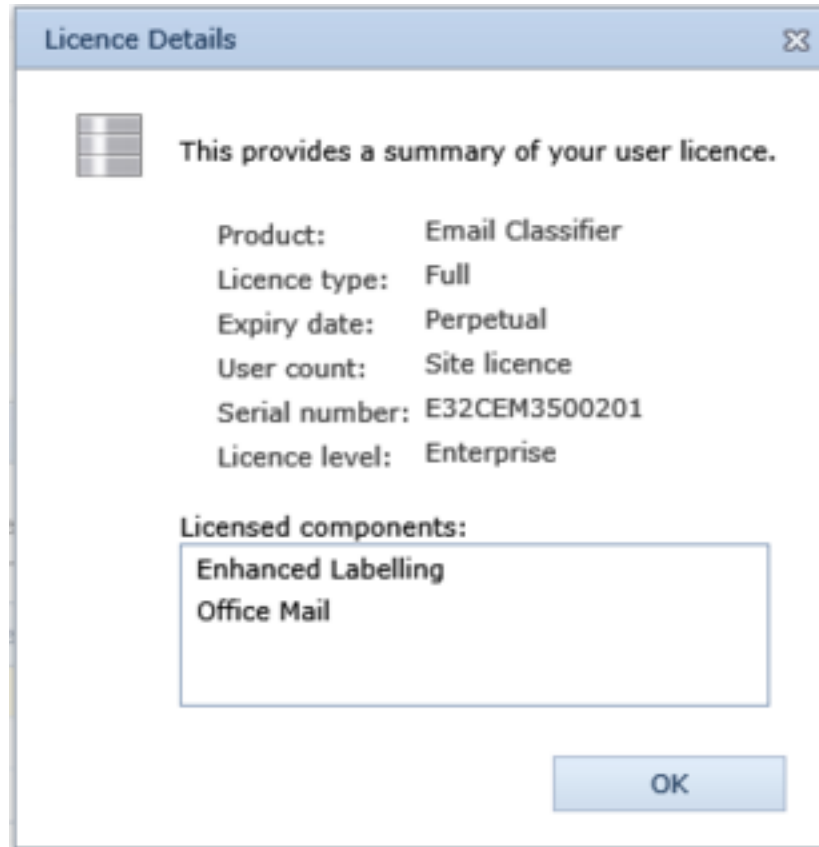 Licence Details
This provides a summary of your user licence.
Product: Email Classifier
Licence type: Full
Expiry date: Perpetual
User count: Site licence
Serial number: E32CEM3500201
Licence level: Enterprise
Licensed components:
Enhanced Labelling
Office Mail
OK